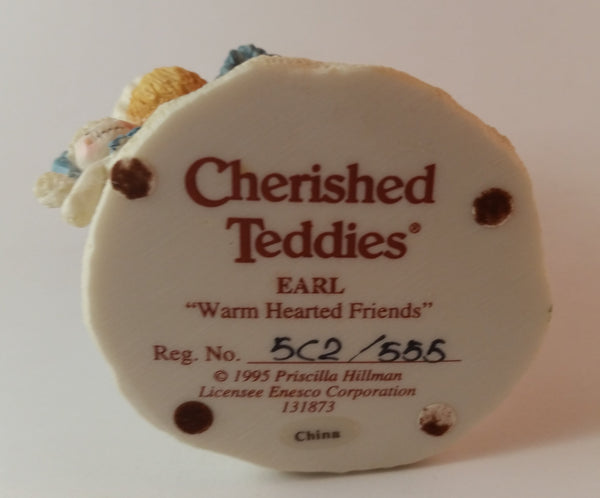 Cherished
Teddies®
EARL
“Warm Hearted Friends”
Reg. No. 5C2/555
© 1995 Priscilla Hillman
Licensee Enesco Corporation
131873
China